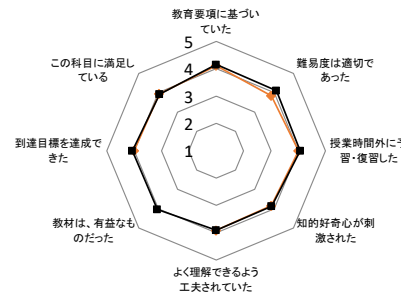 教育要項に基づい
ていた
難易度は適切で
あった
授業時間外に予
習・復習した
知的好奇心が刺
激された
よく理解できるよう
工夫されていた
教材は、有益なも
のだった
到達目標を達成で
きた
この科目に満足し
ている
5
4
3
2
1